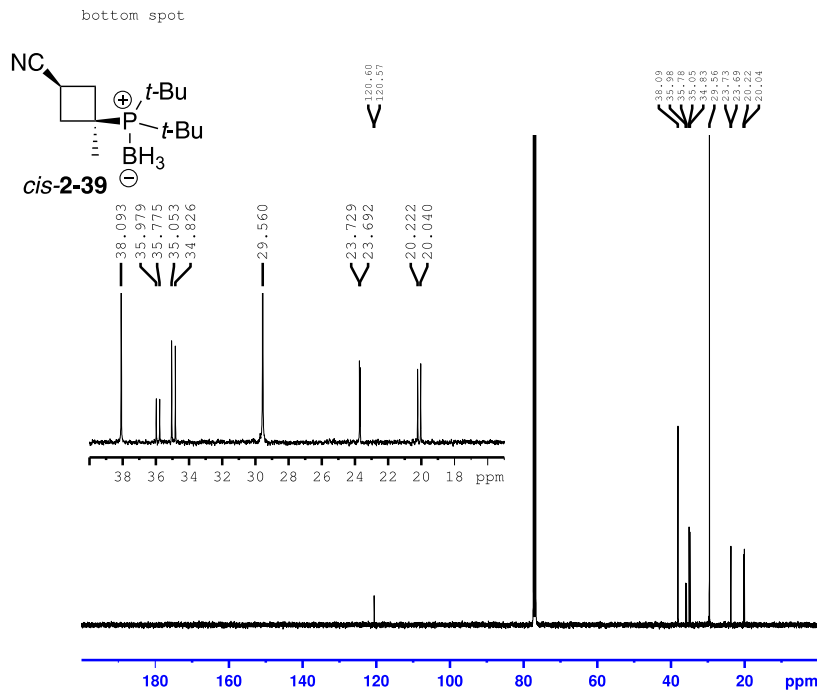 bottom spot
NC
⊕
t-Bu
P
t-Bu
BH3
⊖
cis-2-39
120.60
120.57
38.09
35.98
35.78
35.05
34.83
29.56
23.73
23.69
20.22
20.04
38.093
35.979
35.775
35.053
34.826
29.560
23.729
23.692
20.222
20.040
38 36 34 32 30 28 26 24 22 20 18 ppm
180 160 140 120 100 80 60 40 20 ppm